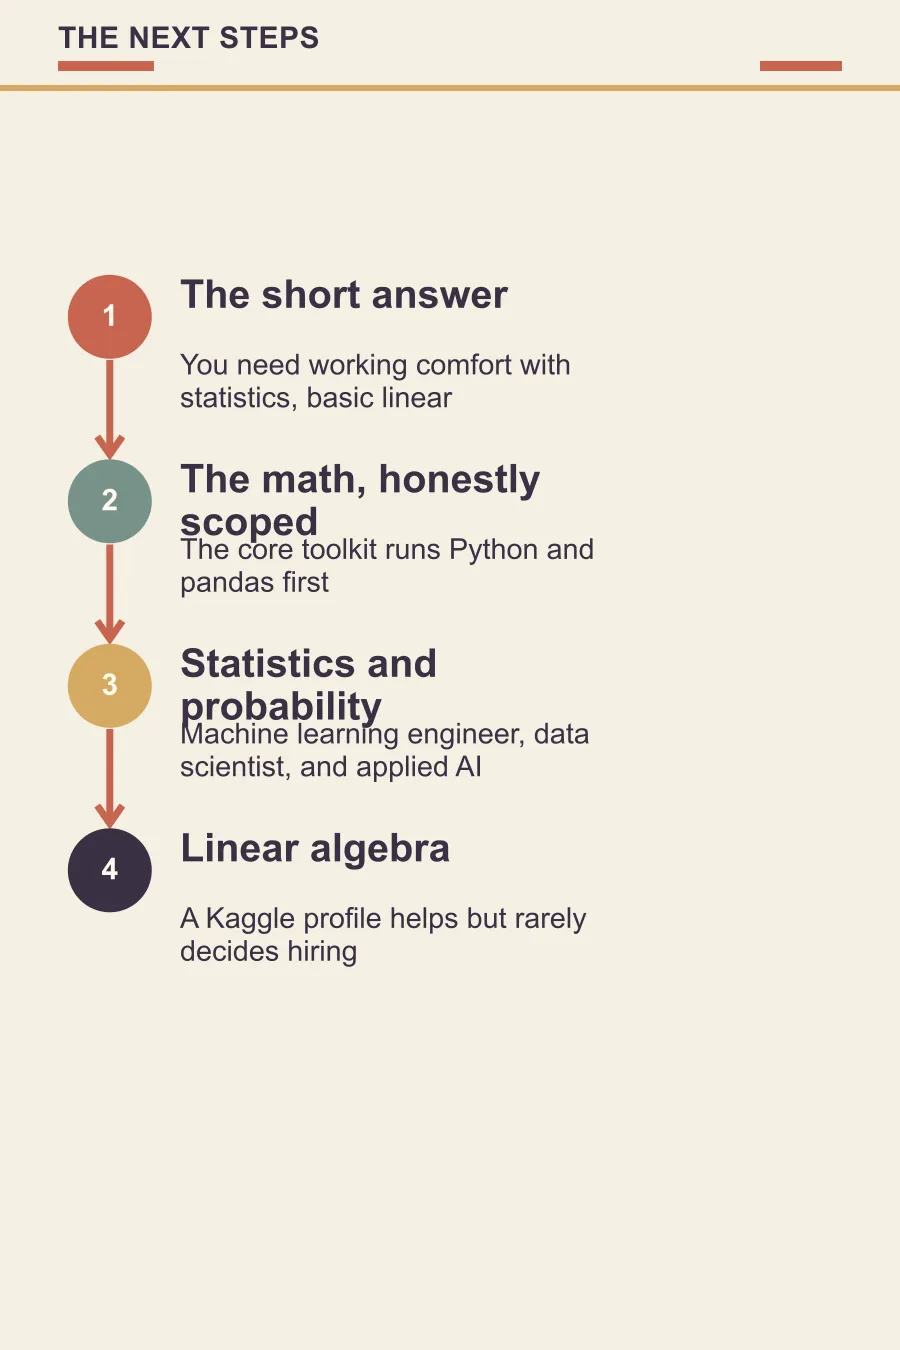 THE NEXT STEPS
1
The short answer
You need working comfort with
statistics, basic linear
2
The math, honestly
scoped
The core toolkit runs Python and
pandas first
3
Statistics and
probability
Machine learning engineer, data
scientist, and applied AI
4
Linear algebra
A Kaggle profile helps but rarely
decides hiring